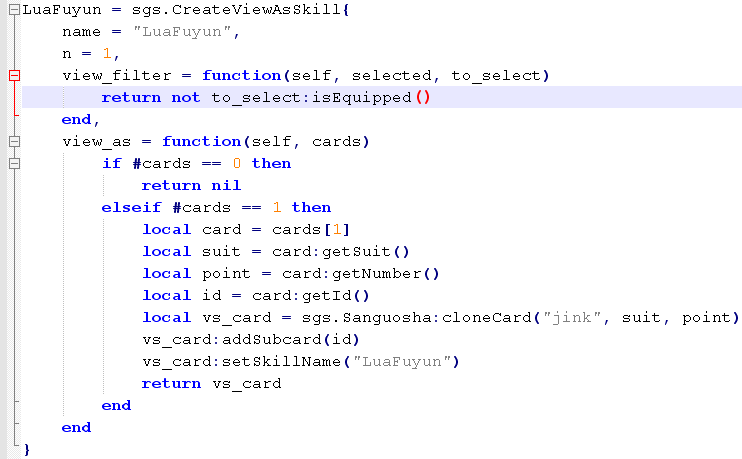 LuaFuyun = sgs.CreateViewAsSkill{
    name = "LuaFuyun",
    n = 1,
    view_filter = function(self, selected, to_select)
        return not to_select:isEquipped()
    end,
    view_as = function(self, cards)
        if #cards == 0 then
            return nil
        elseif #cards == 1 then
            local card = cards[1]
            local suit = card:getSuit()
            local point = card:getNumber()
            local id = card:getId()
            local vs_card = sgs.Sanguosha:cloneCard("jink", suit, point)
            vs_card:addSubcard(id)
            vs_card:setSkillName("LuaFuyun")
            return vs_card
        end
    end
}